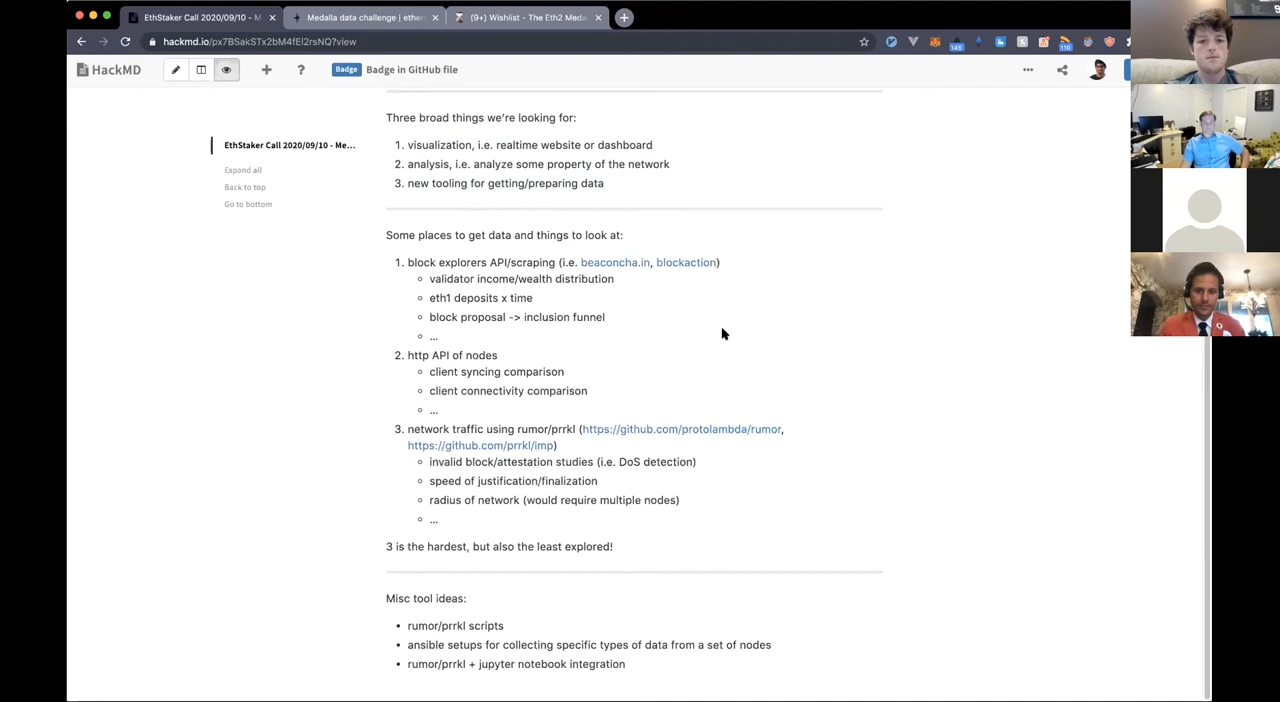 EthStaker Call 2020/09/10 - M
Medalla data challenge | ether
(9+) Wishlist - The Eth2 Meda
hackmd.io/px7BSakSTx2bM4fEI2rsNQ?view
146
110
HackMD
Badge
Badge in GitHub file
EthStaker Call 2020/09/10 - Me...
Expand all
Back to top
Go to bottom
Three broad things we're looking for:
1. visualization, i.e. realtime website or dashboard
2. analysis, i.e. analyze some property of the network
3. new tooling for getting/preparing data
Some places to get data and things to look at:
1. block explorers API/scraping (i.e. beaconcha.in, blockaction)
validator income/wealth distribution
eth1 deposits x time
block proposal -> inclusion funnel
...
2. http API of nodes
client syncing comparison
client connectivity comparison
...
3. network traffic using rumor/prrkl (https://github.com/protolambda/rumor,
https://github.com/prrkl/imp)
invalid block/attestation studies (i.e. DoS detection)
speed of justification/finalization
radius of network (would require multiple nodes)
...
3 is the hardest, but also the least explored!
Misc tool ideas:
• rumor/prrkl scripts
• ansible setups for collecting specific types of data from a set of nodes
• rumor/prrkl + jupyter notebook integration